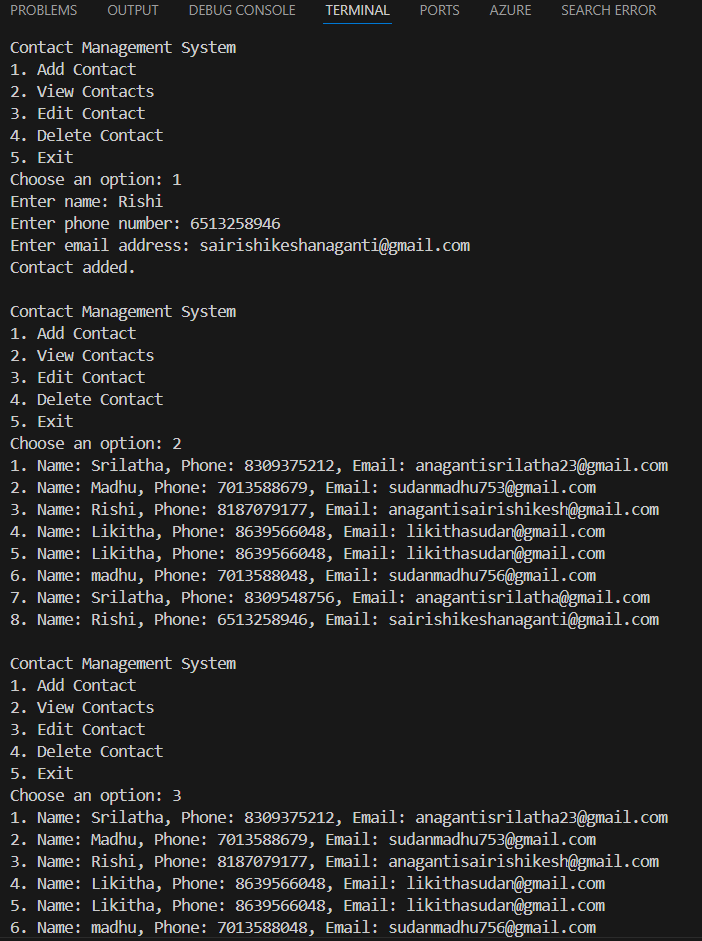 PROBLEMS OUTPUT DEBUG CONSOLE TERMINAL PORTS AZURE SEARCH ERROR
Contact Management System
1. Add Contact
2. View Contacts
3. Edit Contact
4. Delete Contact
5. Exit
Choose an option: 1
Enter name: Rishi
Enter phone number: 6513258946
Enter email address: sairishikeshanaganti@gmail.com
Contact added.

Contact Management System
1. Add Contact
2. View Contacts
3. Edit Contact
4. Delete Contact
5. Exit
Choose an option: 2
1. Name: Srilatha, Phone: 8309375212, Email: anagantisrilatha23@gmail.com
2. Name: Madhu, Phone: 7013588679, Email: sudanmadhu753@gmail.com
3. Name: Rishi, Phone: 8187079177, Email: anagantisairishikesh@gmail.com
4. Name: Likitha, Phone: 8639566048, Email: likithasudan@gmail.com
5. Name: Likitha, Phone: 8639566048, Email: likithasudan@gmail.com
6. Name: madhu, Phone: 7013588048, Email: sudanmadhu756@gmail.com
7. Name: Srilatha, Phone: 8309548756, Email: anagantisrilatha@gmail.com
8. Name: Rishi, Phone: 6513258946, Email: sairishikeshanaganti@gmail.com

Contact Management System
1. Add Contact
2. View Contacts
3. Edit Contact
4. Delete Contact
5. Exit
Choose an option: 3
1. Name: Srilatha, Phone: 8309375212, Email: anagantisrilatha23@gmail.com
2. Name: Madhu, Phone: 7013588679, Email: sudanmadhu753@gmail.com
3. Name: Rishi, Phone: 8187079177, Email: anagantisairishikesh@gmail.com
4. Name: Likitha, Phone: 8639566048, Email: likithasudan@gmail.com
5. Name: Likitha, Phone: 8639566048, Email: likithasudan@gmail.com
6. Name: madhu, Phone: 7013588048, Email: sudanmadhu756@gmail.com